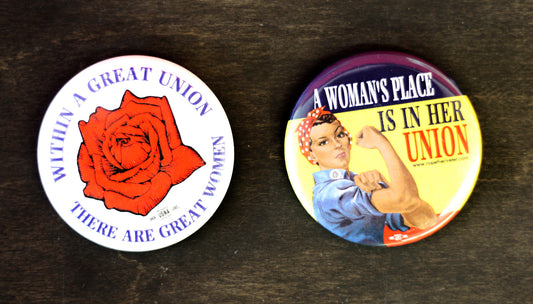 WITHIN A GREAT UNION
THERE ARE GREAT WOMEN
A WOMAN'S PLACE
IS IN HER
UNION